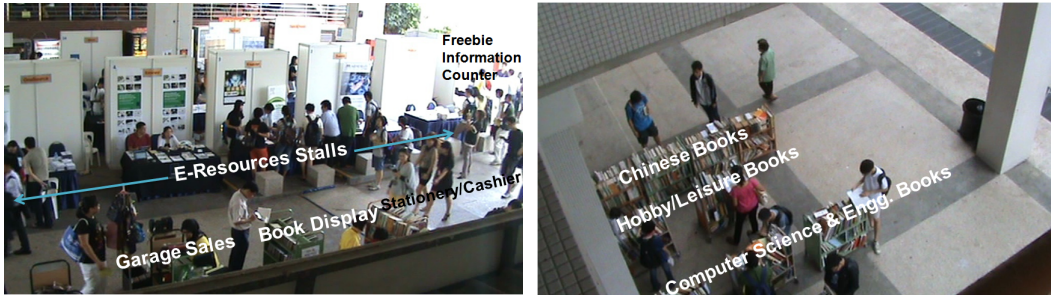 Freebie
Information
Counter
E-Resources Stalls
Stationery/Cashier
Book Display
Garage Sales
Chinese Books
Hobby/Leisure Books
Computer Science & Engg. Books